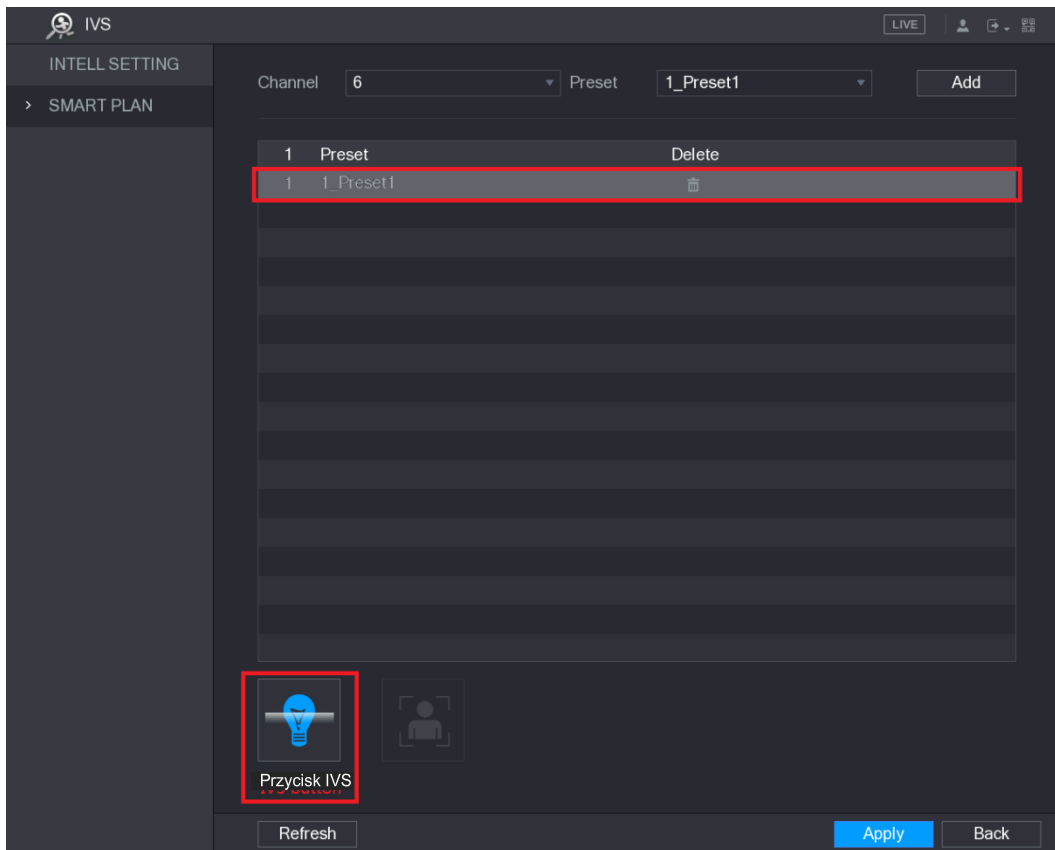 IVS
LIVE
INTELL SETTING
SMART PLAN
Channel 6 Preset 1_Preset1 Add
1 Preset Delete
1 1_Preset1
Przycisk IVS
Refresh Apply Back